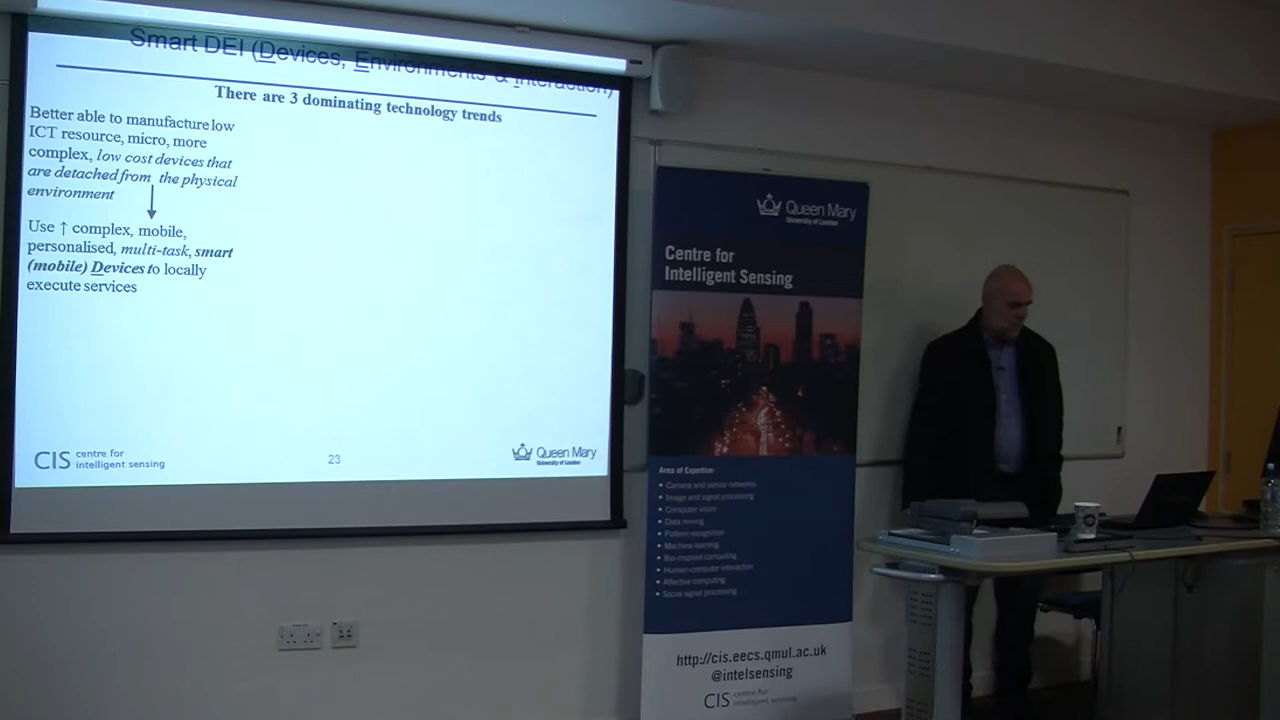 Smart DEI (Devices, Environments & Interaction)
There are 3 dominating technology trends
Better able to manufacture low
ICT resource, micro, more
complex, low cost devices that
are detached from the physical
environment
Use ↑ complex, mobile,
personalised, multi-task, smart
(mobile) Devices to locally
execute services
CIS centre for
intelligent sensing
23
Queen Mary
University of London
Queen Mary
University of London
Centre for
Intelligent Sensing
Area of Expertise:
• Camera and sensor networks
• Image and signal processing
• Computer vision
• Data mining
• Pattern recognition
• Machine learning
• Bio-inspired computing
• Human-computer interaction
• Affective computing
• Social signal processing
http://cis.eecs.qmul.ac.uk
@intelsensing
CIS centre for
intelligent sensing